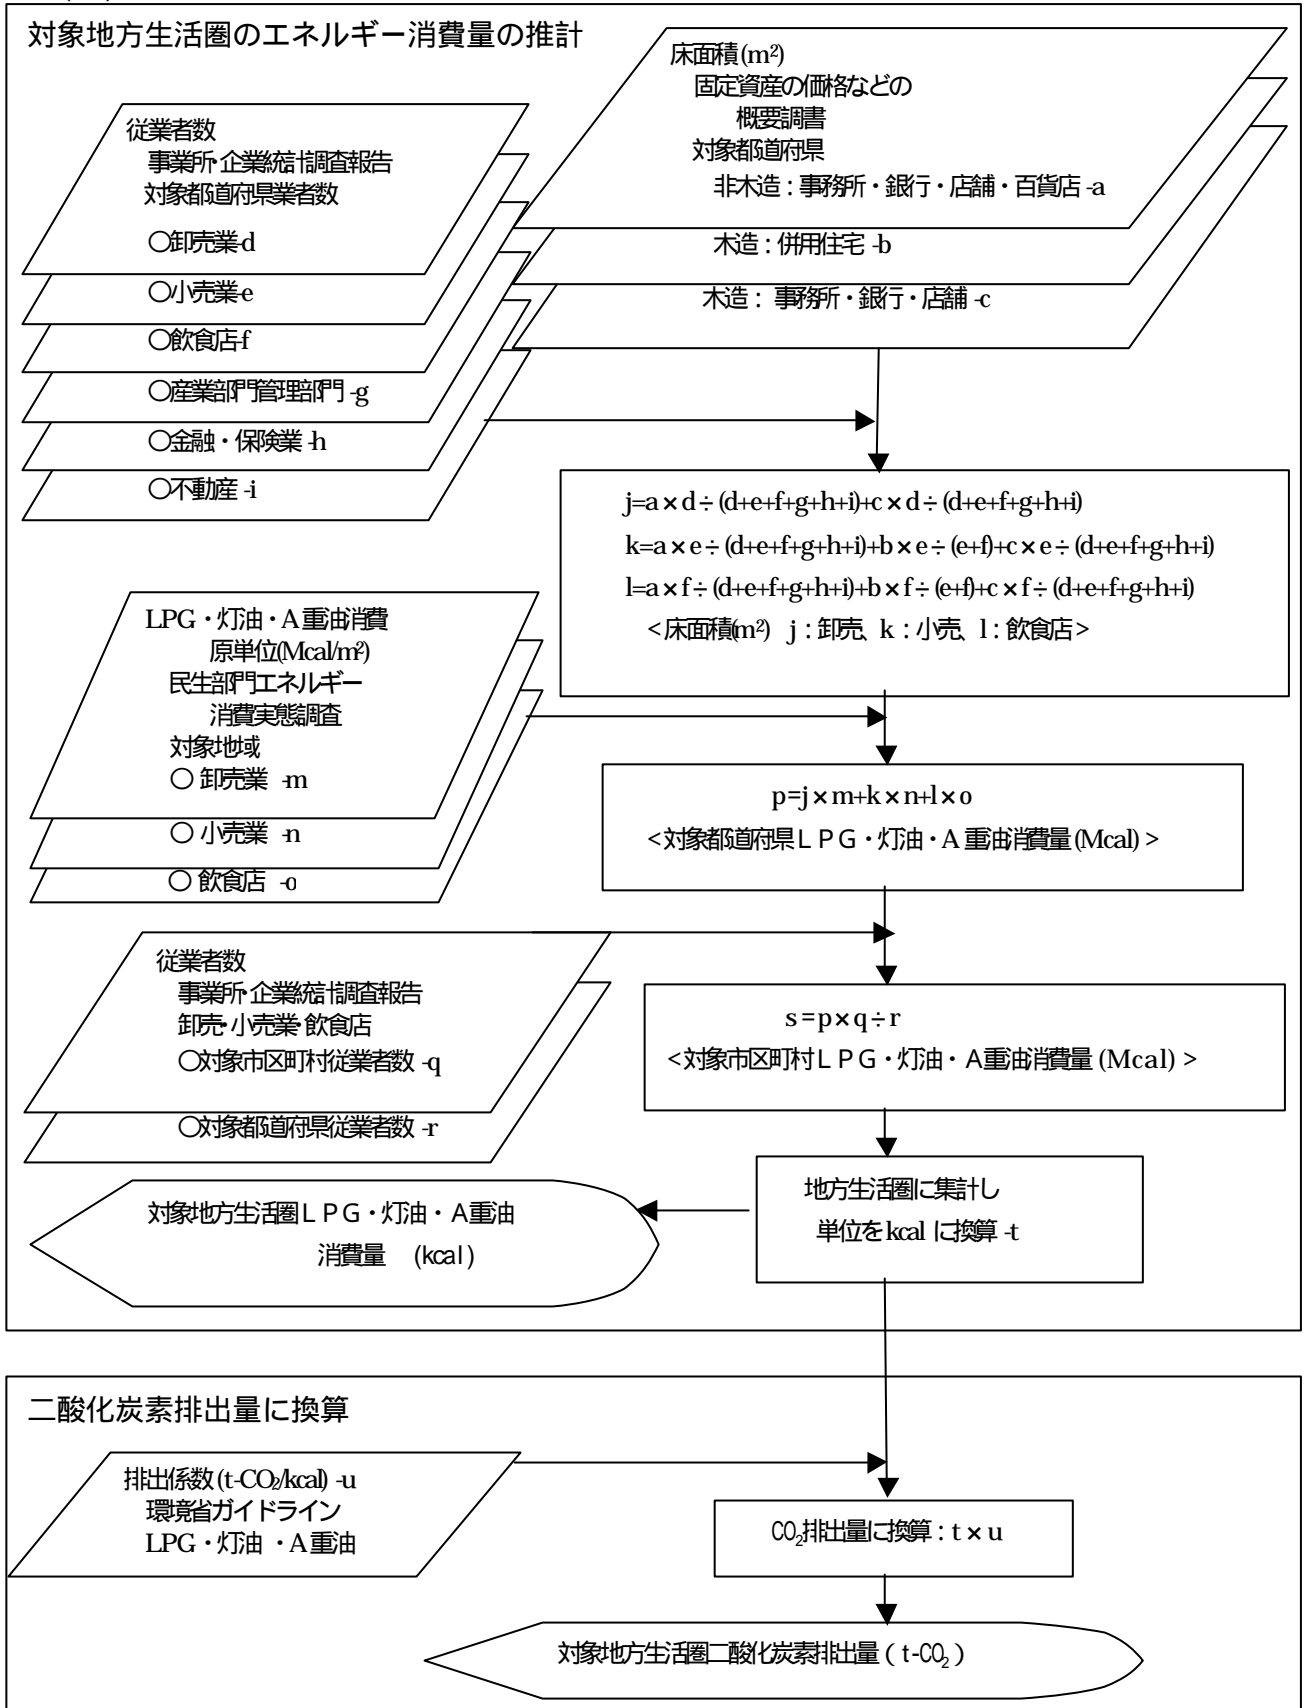 対象地方生活圏のエネルギー消費量の推計
床面積(m²)
固定資産の価格などの
概要調書
対象都道府県
非木造：事務所・銀行・店舗・百貨店 -a
木造：併用住宅 -b
木造： 事務所・銀行・店舗 -c
従業者数
事業所・企業統計調査報告
対象都道府県業者数
〇卸売業-d
〇小売業-e
〇飲食店-f
〇産業部門管理部門 -g
〇金融・保険業 -h
〇不動産 -i
j=a×d÷(d+e+f+g+h+i)+c×d÷(d+e+f+g+h+i)
k=a×e÷(d+e+f+g+h+i)+b×e÷(e+f)+c×e÷(d+e+f+g+h+i)
l=a×f÷(d+e+f+g+h+i)+b×f÷(e+f)+c×f÷(d+e+f+g+h+i)
<床面積(m²) j：卸売、k：小売、l：飲食店>
LPG・灯油・A重油消費
原単位(Mcal/m²)
民生部門エネルギー
消費実態調査
対象地域
〇 卸売業 -m
〇 小売業 -n
〇 飲食店 -o
p=j×m+k×n+l×o
<対象都道府県ＬＰＧ・灯油・A重油消費量(Mcal)>
従業者数
事業所・企業統計調査報告
卸売・小売業・飲食店
〇対象市区町村従業者数 -q
〇対象都道府県従業者数 -r
s=p×q÷r
<対象市区町村ＬＰＧ・灯油・A重油消費量(Mcal)>
地方生活圏に集計し
単位をkcalに換算 -t
対象地方生活圏ＬＰＧ・灯油・A重油
消費量 (kcal)
二酸化炭素排出量に換算
排出係数(t-CO₂/kcal) -u
環境省ガイドライン
LPG・灯油・A重油
CO₂排出量に換算：t×u
対象地方生活圏二酸化炭素排出量（t-CO₂）